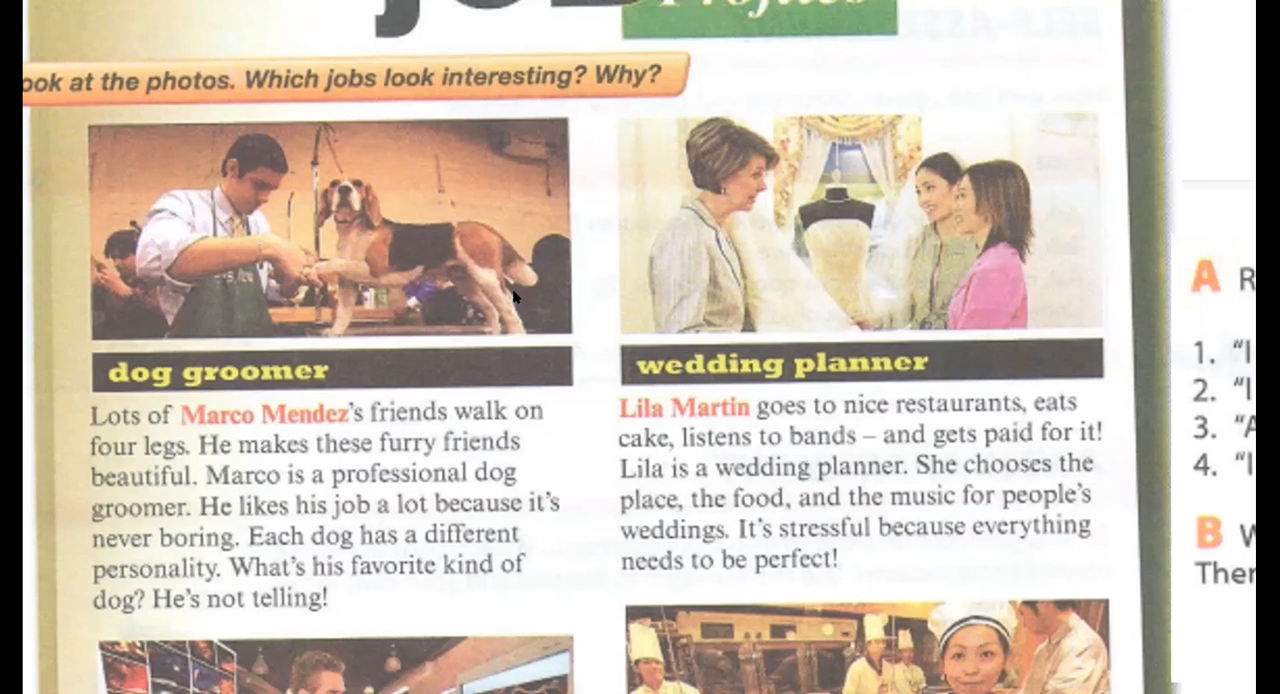 JOB Profiles
ook at the photos. Which jobs look interesting? Why?
dog groomer
Lots of Marco Mendez's friends walk on
four legs. He makes these furry friends
beautiful. Marco is a professional dog
groomer. He likes his job a lot because it's
never boring. Each dog has a different
personality. What's his favorite kind of
dog? He's not telling!
wedding planner
Lila Martin goes to nice restaurants, eats
cake, listens to bands – and gets paid for it!
Lila is a wedding planner. She chooses the
place, the food, and the music for people's
weddings. It's stressful because everything
needs to be perfect!
A R
1. "I
2. "I
3. "A
4. "I
B W
Ther